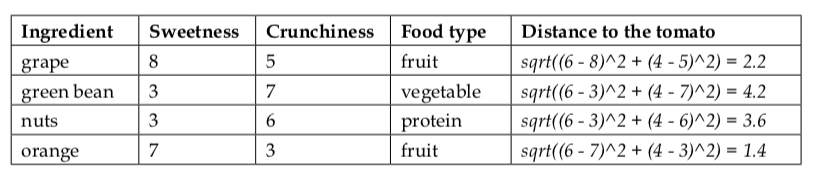 Ingredient Sweetness Crunchiness Food type Distance to the tomato
grape 8 5 fruit sqrt((6 - 8)^2 + (4 - 5)^2) = 2.2
green bean 3 7 vegetable sqrt((6 - 3)^2 + (4 - 7)^2) = 4.2
nuts 3 6 protein sqrt((6 - 3)^2 + (4 - 6)^2) = 3.6
orange 7 3 fruit sqrt((6 - 7)^2 + (4 - 3)^2) = 1.4